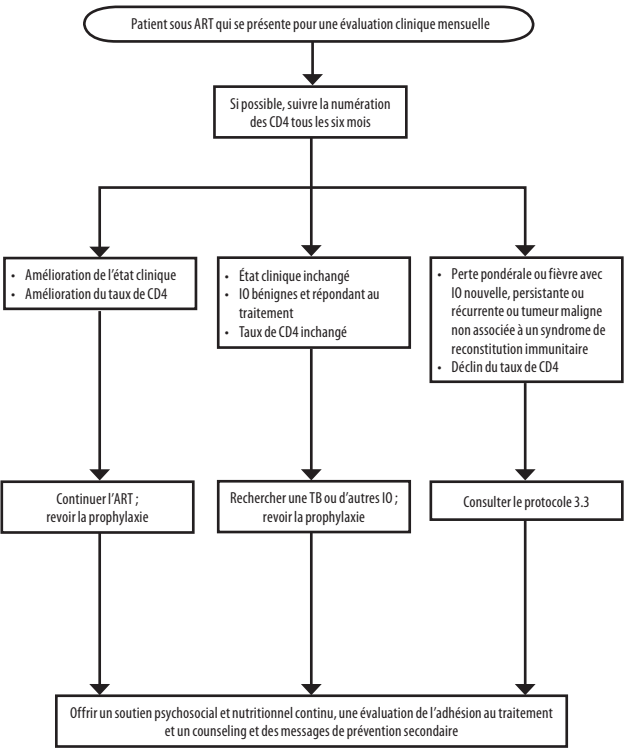 Patient sous ART qui se présente pour une évaluation clinique mensuelle
Si possible, suivre la numération
des CD4 tous les six mois
• Amélioration de l'état clinique
• Amélioration du taux de CD4
• État clinique inchangé
• IO bénignes et répondant au
traitement
• Taux de CD4 inchangé
• Perte pondérale ou fièvre avec
IO nouvelle, persistante ou
récurrente ou tumeur maligne
non associée à un syndrome de
reconstitution immunitaire
• Déclin du taux de CD4
Continuer l'ART ;
revoir la prophylaxie
Rechercher une TB ou d'autres IO ;
revoir la prophylaxie
Consulter le protocole 3.3
Offrir un soutien psychosocial et nutritionnel continu, une évaluation de l'adhésion au traitement
et un counseling et des messages de prévention secondaire